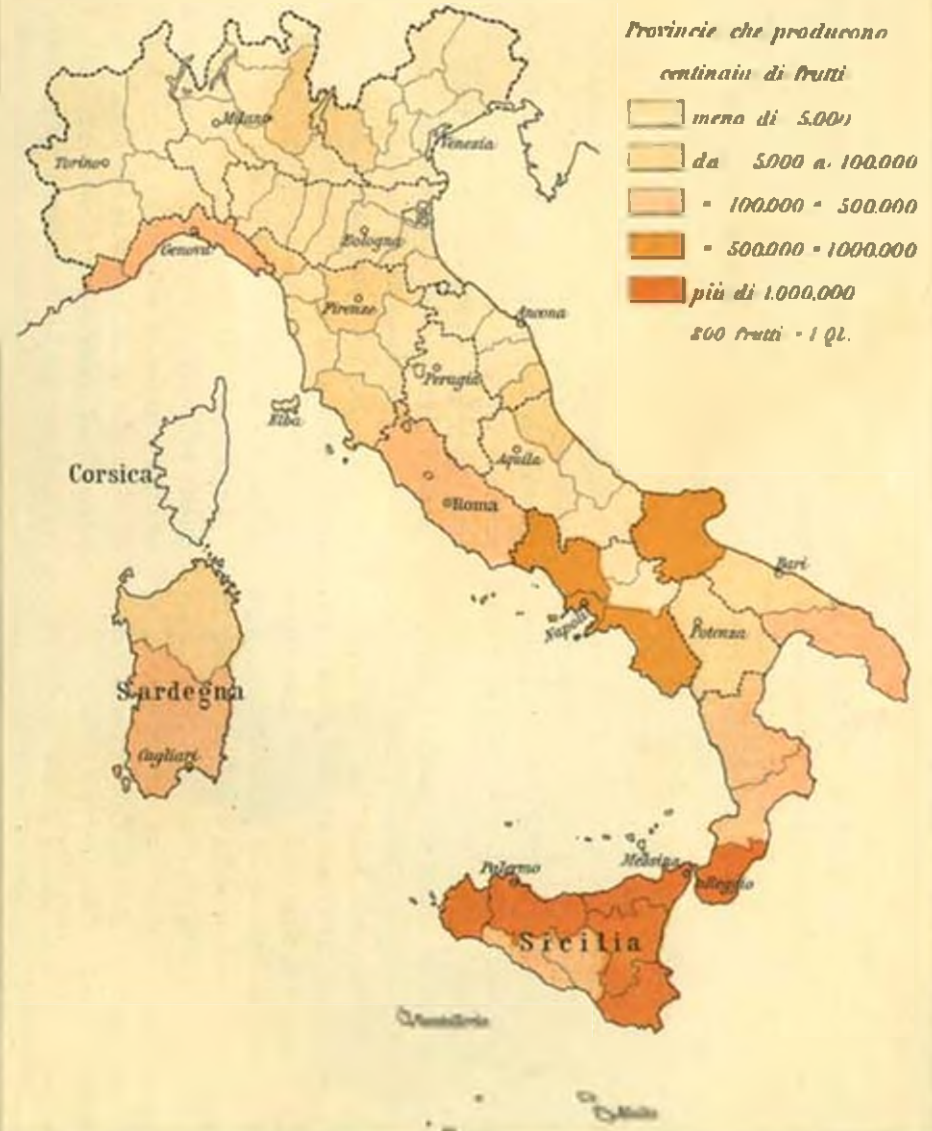 Provincie che producono
centinaia di frutti
meno di 5.000
da 5.000 a 100.000
" 100.000 " 500.000
" 500.000 " 1000.000
più di 1.000.000
800 frutti = 1 Ql.
Milano
Venezia
Torino
Bologna
Genova
Firenze
Ancona
Perugia
Elba
Aquila
Corsica
Roma
Bari
Napoli
Potenza
Sardegna
Cagliari
Messina
Palermo
Reggio
Sicilia
Pantelleria
Malta